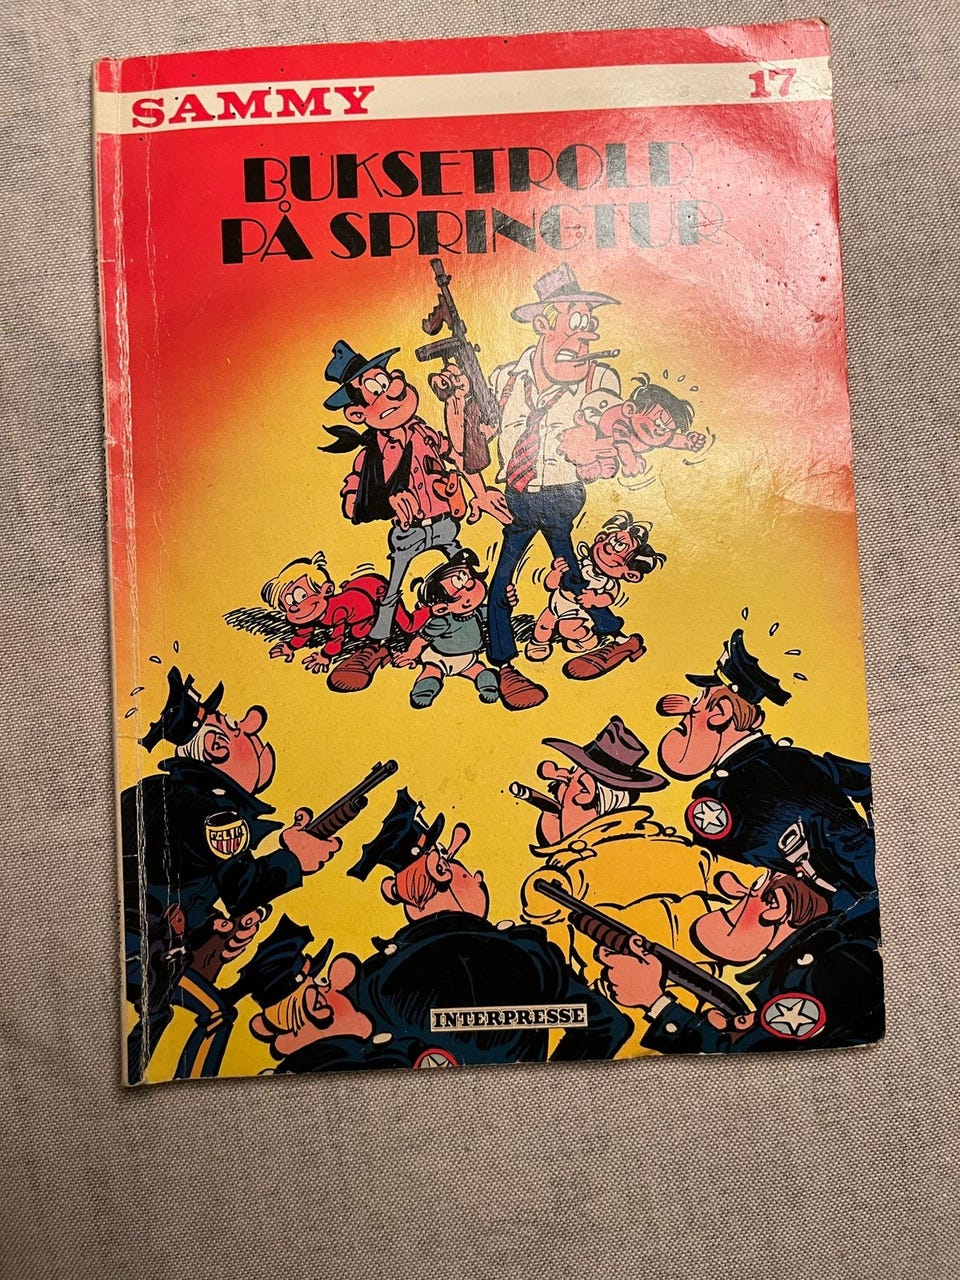 SAMMY
17
BUKSETROLD
PÅ SPRINGTUR
INTERPRESSE